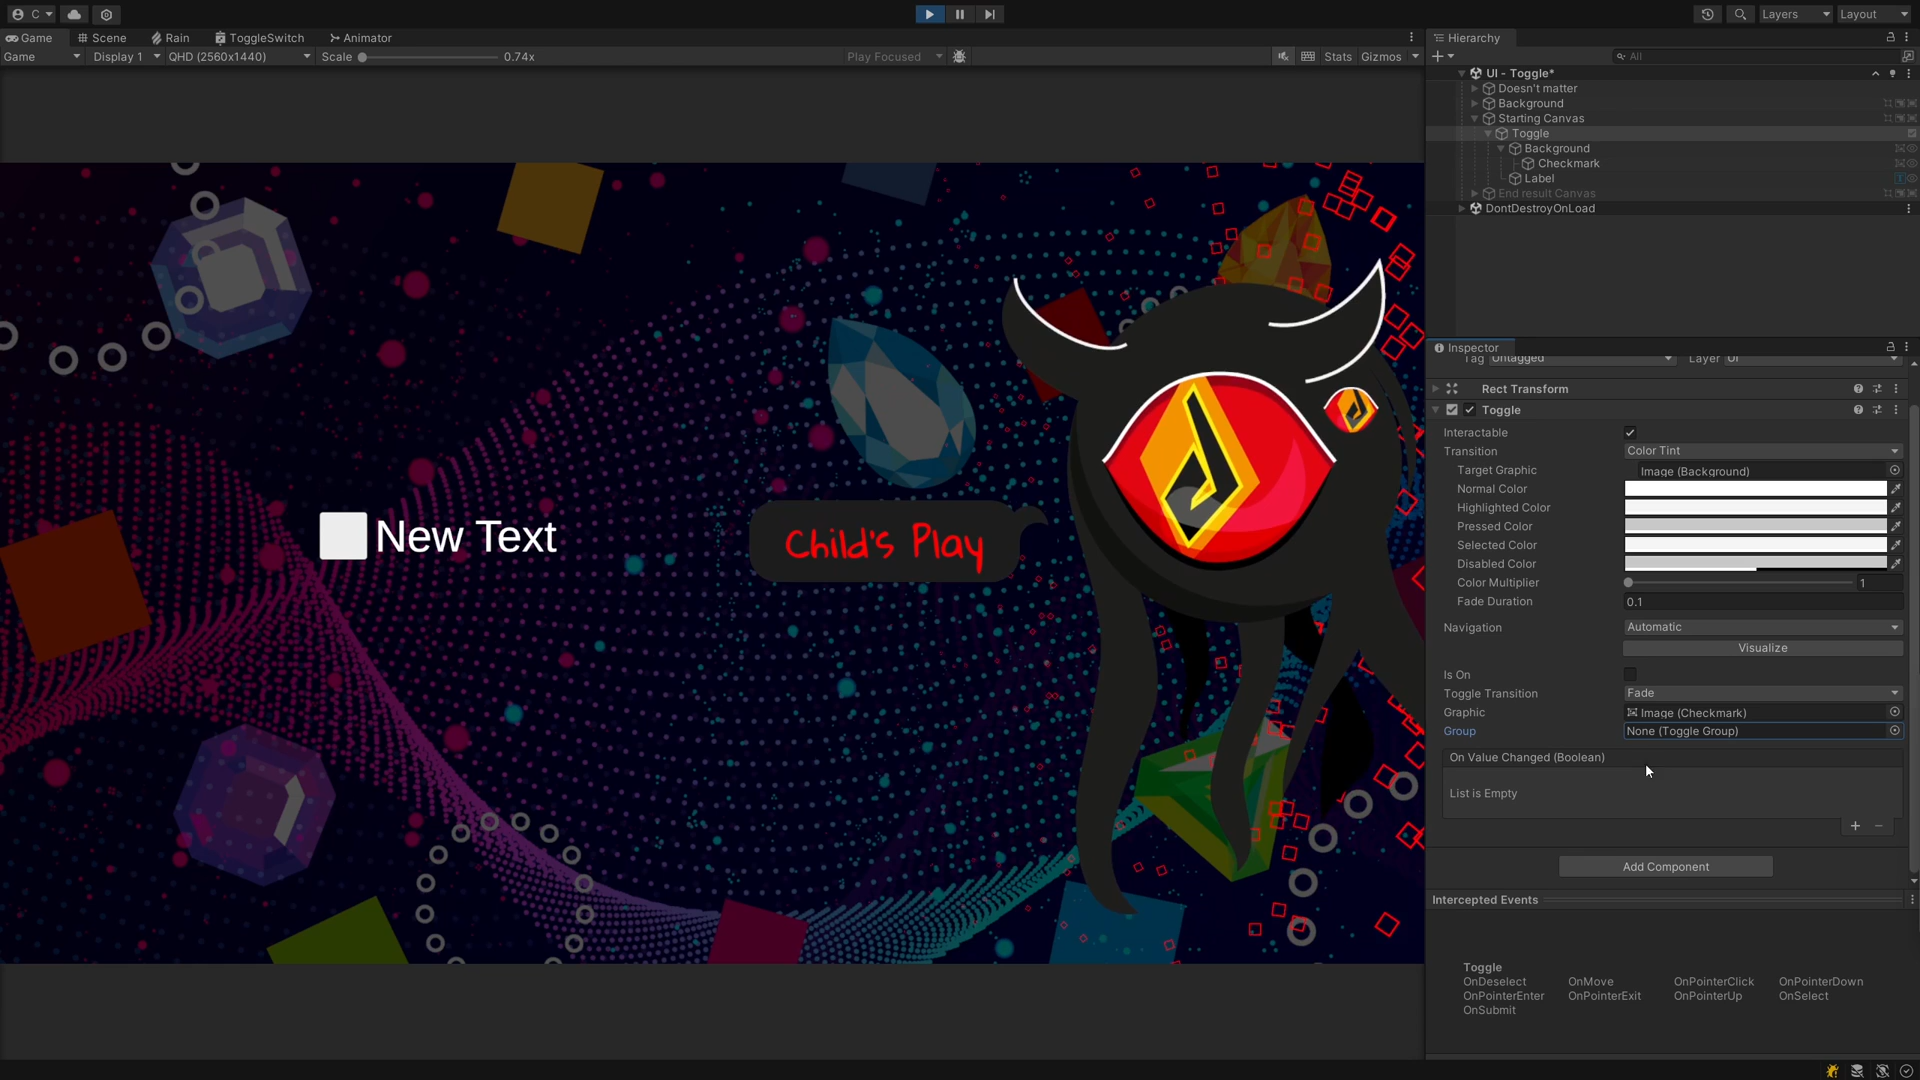 C
Layers
Layout
Game
Scene
Rain
ToggleSwitch
Animator
Game
Display 1
QHD (2560x1440)
Scale
0.74x
Play Focused
Stats
Gizmos
New Text
Child's Play
Hierarchy
All
UI - Toggle*
Doesn't matter
Background
Starting Canvas
Toggle
Background
Checkmark
Label
End result Canvas
DontDestroyOnLoad
Inspector
Tag Untagged
Layer UI
Rect Transform
Toggle
Interactable
Transition Color Tint
Target Graphic Image (Background)
Normal Color
Highlighted Color
Pressed Color
Selected Color
Disabled Color
Color Multiplier 1
Fade Duration 0.1
Navigation Automatic
Visualize
Is On
Toggle Transition Fade
Graphic Image (Checkmark)
Group None (Toggle Group)
On Value Changed (Boolean)
List is Empty
+ −
Add Component
Intercepted Events
Toggle
OnDeselect OnMove OnPointerClick OnPointerDown
OnPointerEnter OnPointerExit OnPointerUp OnSelect
OnSubmit